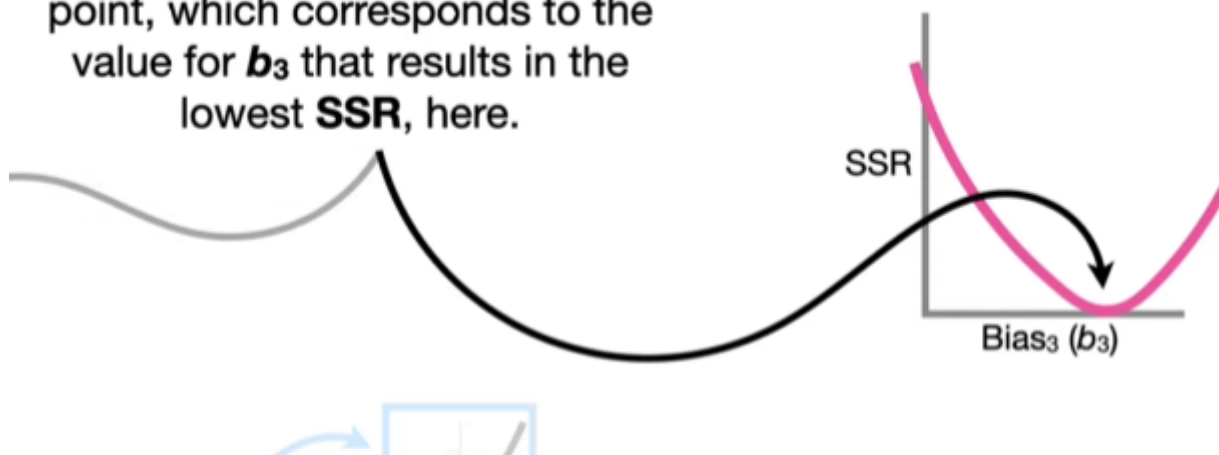 point, which corresponds to the
value for b₃ that results in the
lowest SSR, here.
SSR
Bias₃ (b₃)